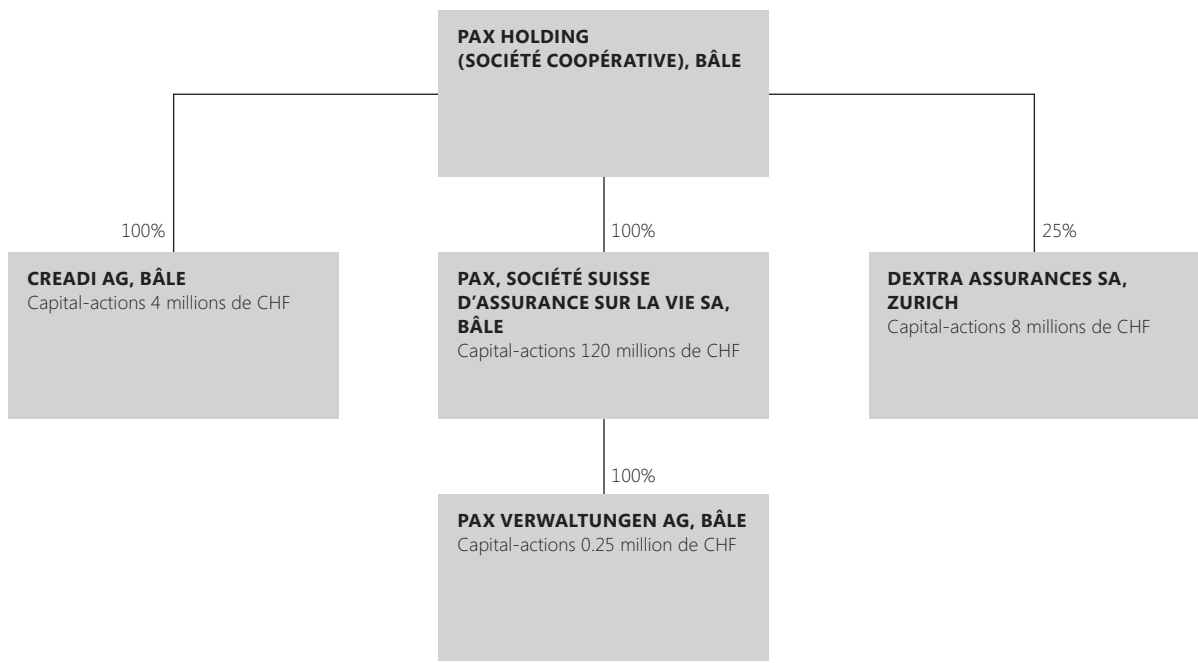 PAX HOLDING
(SOCIÉTÉ COOPÉRATIVE), BÂLE
100%
100%
25%
CREADI AG, BÂLE
Capital-actions 4 millions de CHF
PAX, SOCIÉTÉ SUISSE
D'ASSURANCE SUR LA VIE SA,
BÂLE
Capital-actions 120 millions de CHF
DEXTRA ASSURANCES SA,
ZURICH
Capital-actions 8 millions de CHF
100%
PAX VERWALTUNGEN AG, BÂLE
Capital-actions 0.25 million de CHF